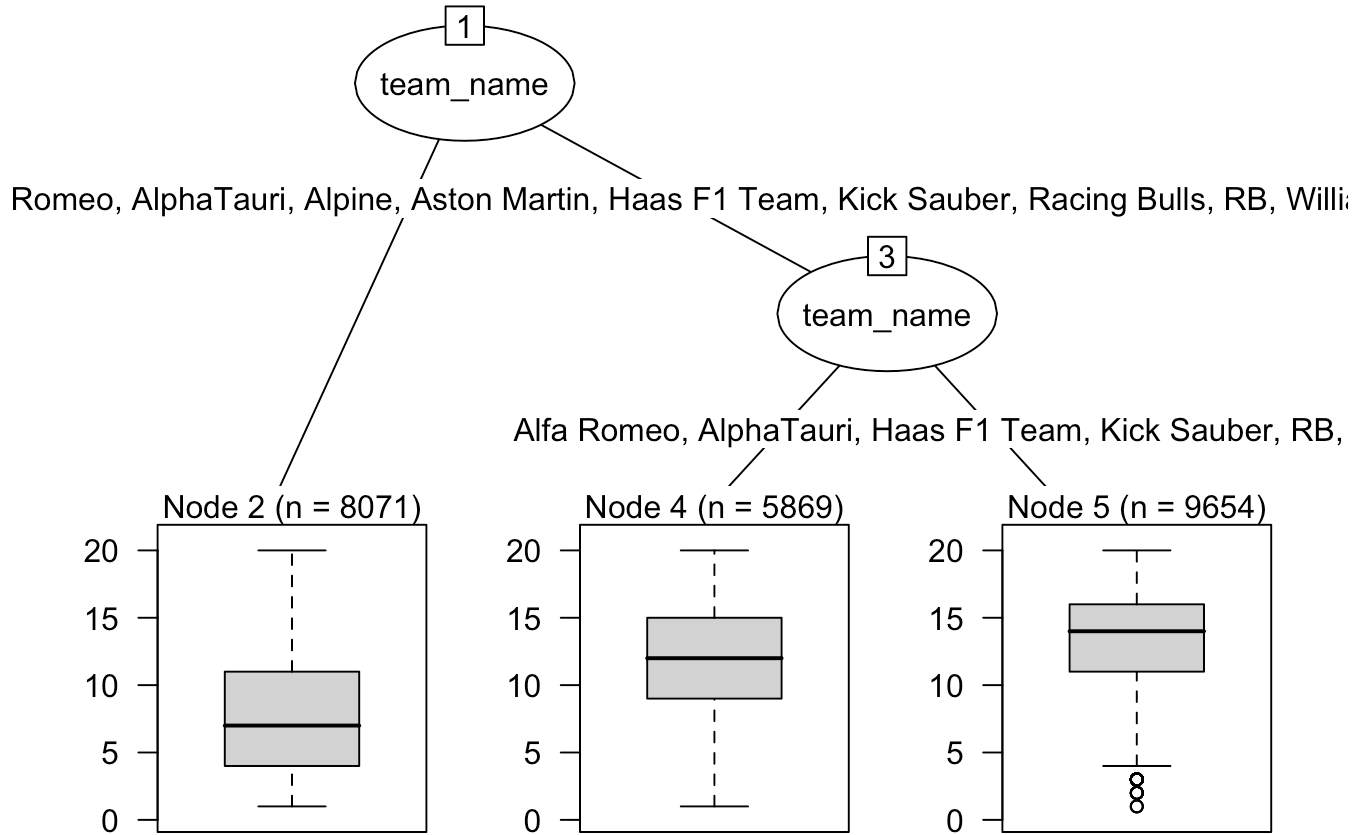 1
team_name
Romeo, AlphaTauri, Alpine, Aston Martin, Haas F1 Team, Kick Sauber, Racing Bulls, RB,
3
team_name
Alfa Romeo, AlphaTauri, Haas F1 Team, Kick Sauber, RB,
Node 2 (n = 8071)
20
15
10
5
0
Node 4 (n = 5869)
20
15
10
5
0
Node 5 (n = 9654)
20
15
10
5
0